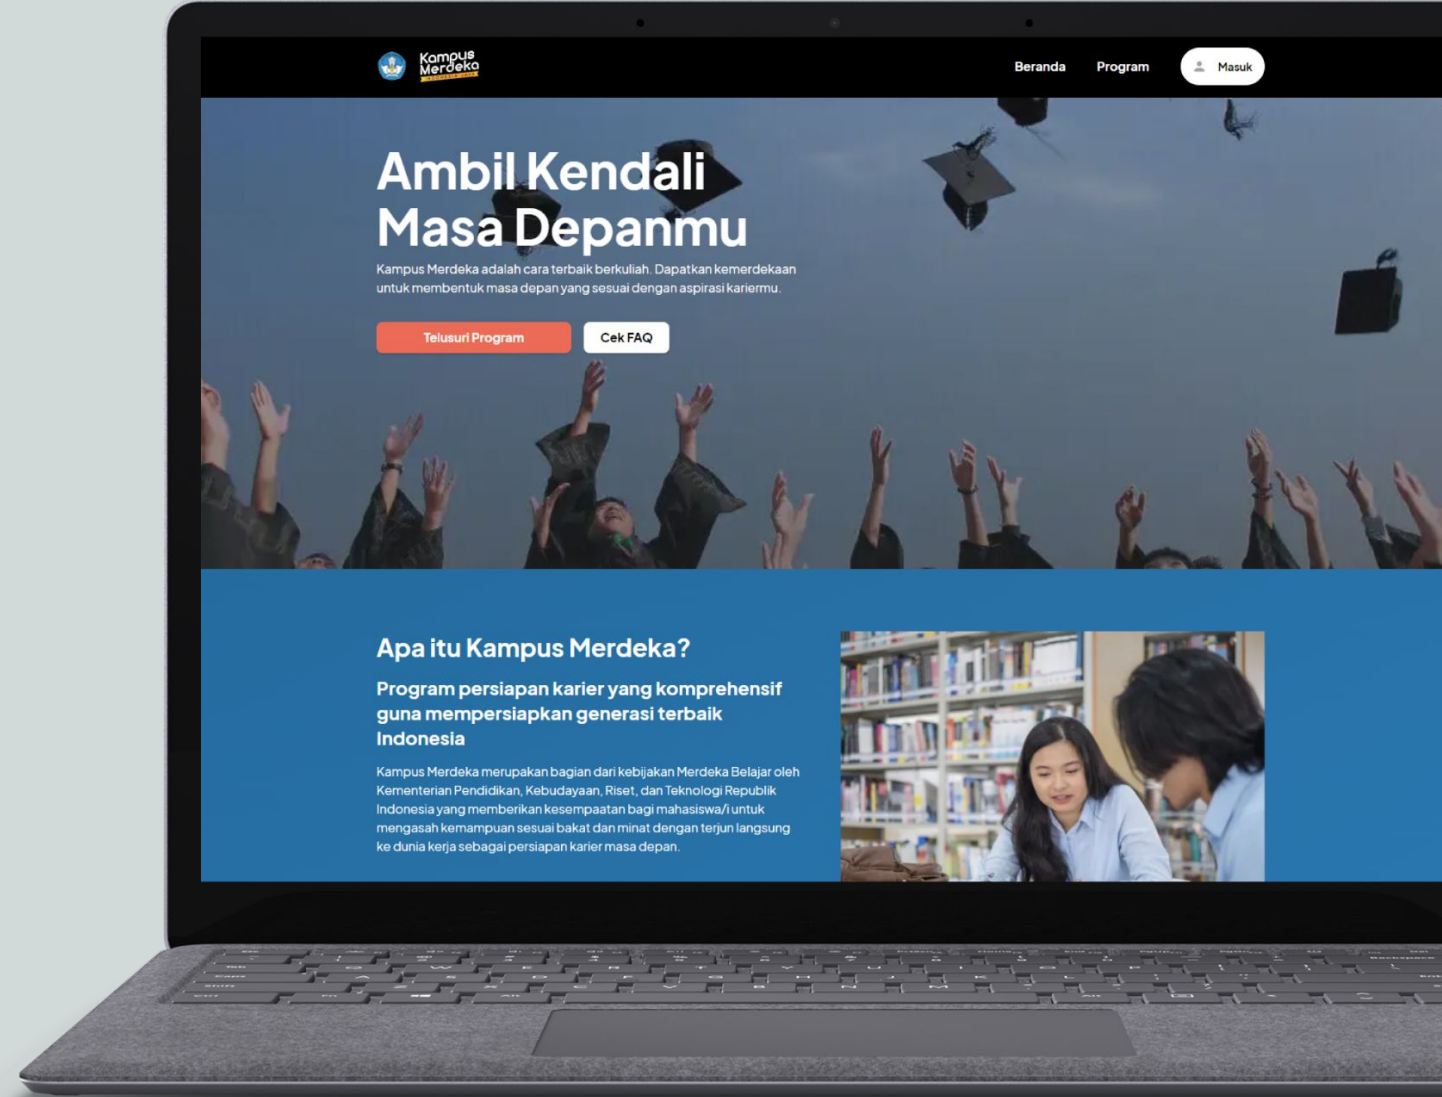 Kampus
Merdeka
INDONESIA JAYA
Beranda Program Masuk
Ambil Kendali
Masa Depanmu
Kampus Merdeka adalah cara terbaik berkuliah. Dapatkan kemerdekaan
untuk membentuk masa depan yang sesuai dengan aspirasi kariermu.
Telusuri Program Cek FAQ
Apa itu Kampus Merdeka?
Program persiapan karier yang komprehensif
guna mempersiapkan generasi terbaik
Indonesia
Kampus Merdeka merupakan bagian dari kebijakan Merdeka Belajar oleh
Kementerian Pendidikan, Kebudayaan, Riset, dan Teknologi Republik
Indonesia yang memberikan kesempaatan bagi mahasiswa/i untuk
mengasah kemampuan sesuai bakat dan minat dengan terjun langsung
ke dunia kerja sebagai persiapan karier masa depan.